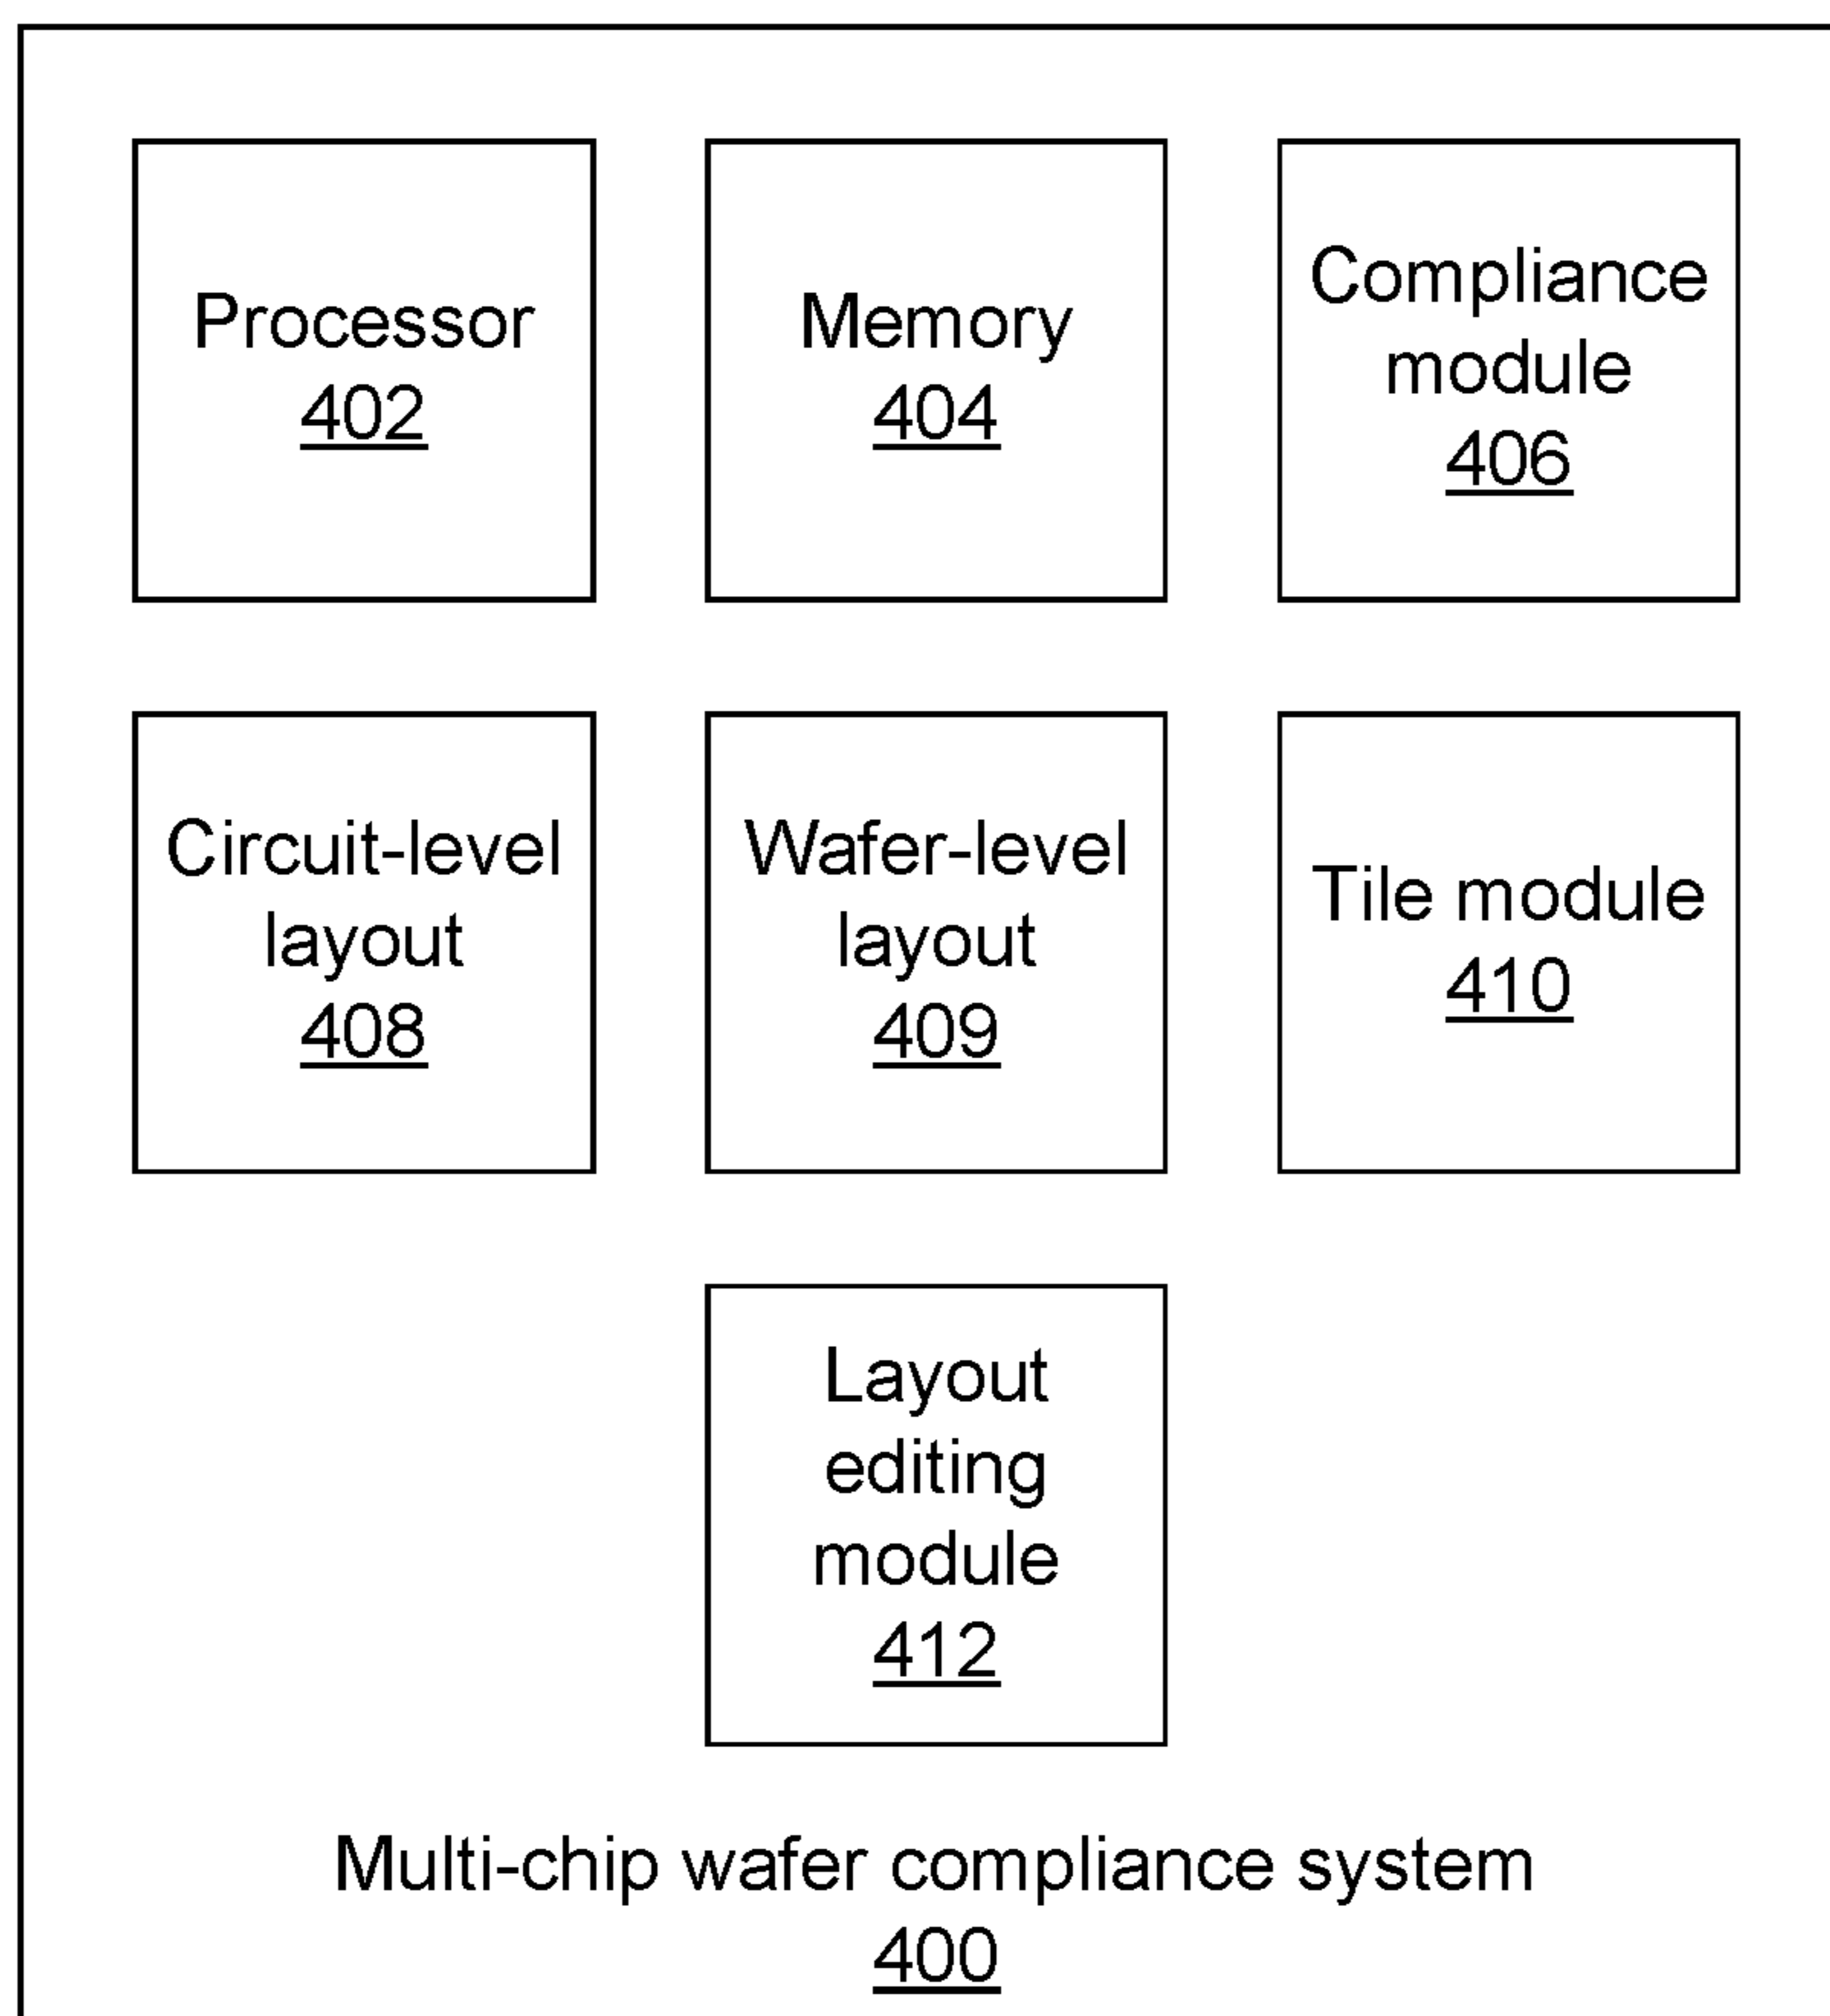 Processor
402
Memory
404
Compliance
module
406
Circuit-level
layout
408
Wafer-level
layout
409
Tile module
410
Layout
editing
module
412
Multi-chip wafer compliance system
400